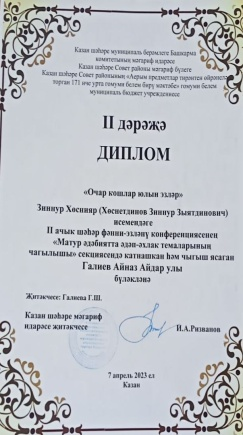 Казан шәһәре муниципаль берәмлеге Башкарма
комитетының мәгариф идарәсе
Казан шәһәре Совет районы мәгариф бүлеге
Казан шәһәре Совет районының «Аерым предметлар тирәнтен өйрәнелә
торган 171 нче урта гомуми белем бирү мәктәбе» гомуми белем
муниципаль бюджет учреждениесе
II дәрәҗә
ДИПЛОМ
«Очар кошлар юлын эзләр»
Зиннур Хөснияр (Хөснетдинов Зиннур Зыятдинович)
исемендәге
II ачык шәһәр фәнни-эзләнү конференциясенең
«Матур әдәбиятта әдәп-әхлак темаларының
чагылышы» секциясендә катнашкан һәм чыгыш ясаган
Галиев Айназ Айдар улы
бүләкләнә
Җитәкчесе: Галиева Г.Ш.
Казан шәһәре мәгариф
идарәсе җитәкчесе
И.А.Ризванов
7 апрель 2023 ел
Казан